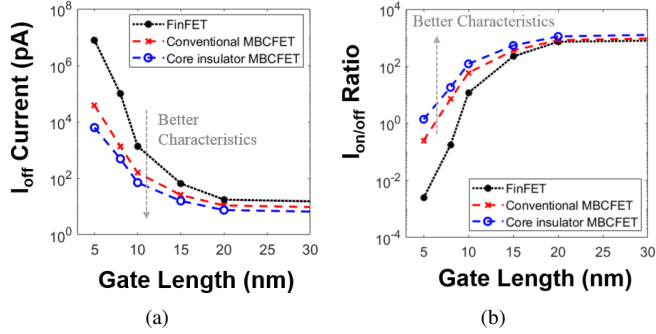 10^8
10^6
10^4
10^2
10^0
I_off Current (pA)
FinFET
Conventional MBCFET
Core insulator MBCFET
Better
Characteristics
5 10 15 20 25 30
Gate Length (nm)
(a)
10^4
10^2
10^0
10^-2
10^-4
I_on/off Ratio
Better Characteristics
FinFET
Conventional MBCFET
Core insulator MBCFET
5 10 15 20 25 30
Gate Length (nm)
(b)